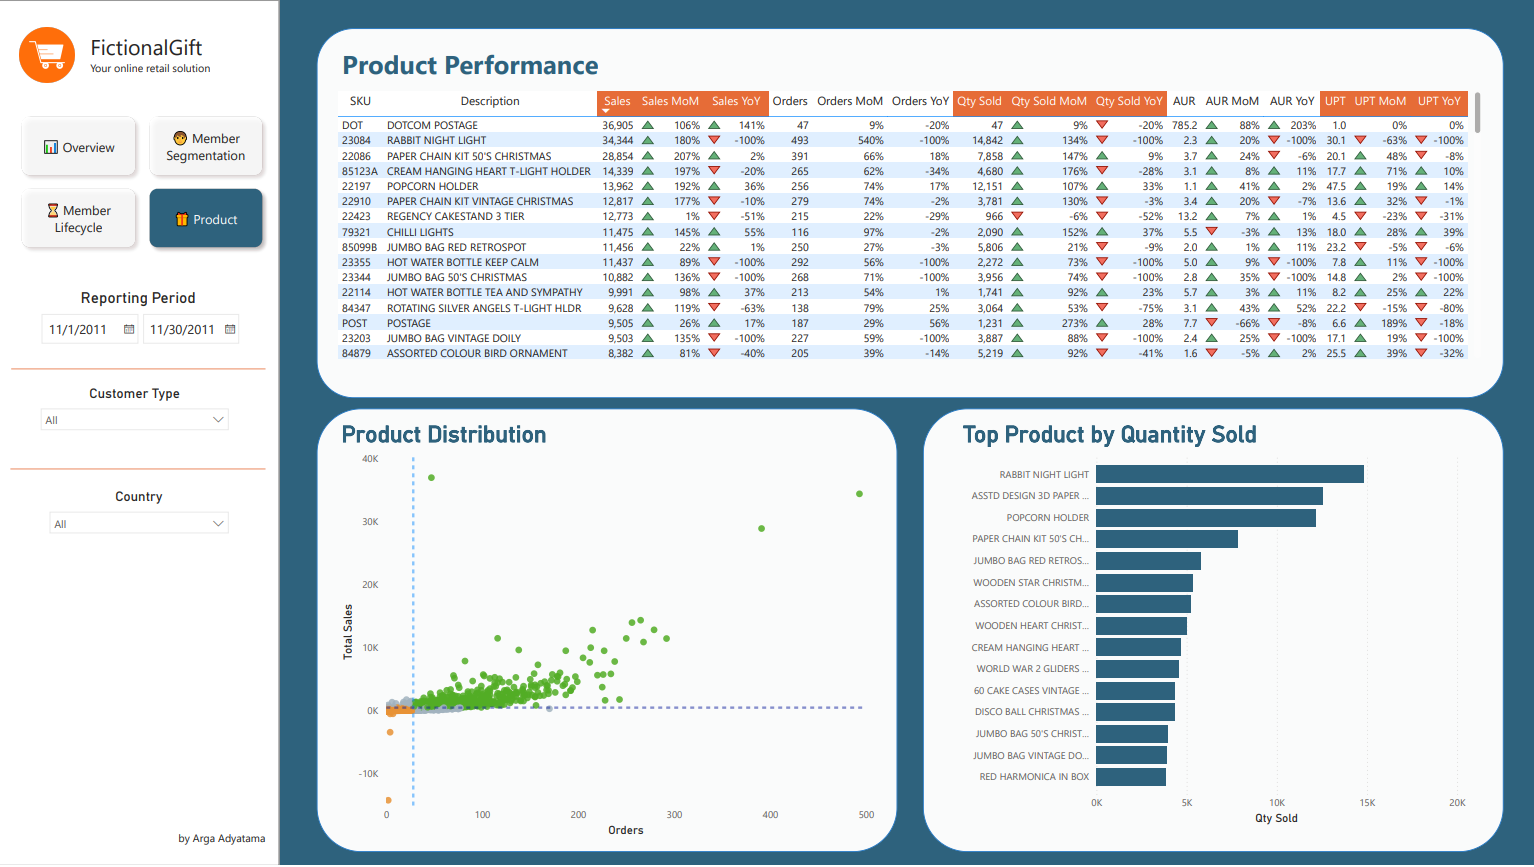 FictionalGift
Your online retail solution
Overview
Member Segmentation
Member Lifecycle
Product
Reporting Period
11/1/2011 11/30/2011
Customer Type
All
Country
All
by Arga Adyatama
Product Performance
SKU Description Sales Sales MoM Sales YoY Orders Orders MoM Orders YoY Qty Sold Qty Sold MoM Qty Sold YoY AUR AUR MoM AUR YoY UPT UPT MoM UPT YoY
DOT DOTCOM POSTAGE 36,905 106% 141% 47 9% -20% 47 9% -20% 785.2 88% 203% 1.0 0% 0%
23084 RABBIT NIGHT LIGHT 34,344 180% -100% 493 540% -100% 14,842 134% -100% 2.3 20% -100% 30.1 -63% -100%
22086 PAPER CHAIN KIT 50'S CHRISTMAS 28,854 207% 2% 391 66% 18% 7,858 147% 9% 3.7 24% -6% 20.1 48% -8%
85123A CREAM HANGING HEART T-LIGHT HOLDER 14,339 197% -20% 265 62% -34% 4,680 176% -28% 3.1 8% 11% 17.7 71% 10%
22197 POPCORN HOLDER 13,962 192% 36% 256 74% 17% 12,151 107% 33% 1.1 41% 2% 47.5 19% 14%
22910 PAPER CHAIN KIT VINTAGE CHRISTMAS 12,817 177% -10% 279 74% -2% 3,781 130% -3% 3.4 20% -7% 13.6 32% -1%
22423 REGENCY CAKESTAND 3 TIER 12,773 1% -51% 215 22% -29% 966 -6% -52% 13.2 7% 1% 4.5 -23% -31%
79321 CHILLI LIGHTS 11,475 145% 55% 116 97% -2% 2,090 152% 37% 5.5 -3% 13% 18.0 28% 39%
85099B JUMBO BAG RED RETROSPOT 11,456 22% 1% 250 27% -3% 5,806 21% -9% 2.0 1% 11% 23.2 -5% -6%
23355 HOT WATER BOTTLE KEEP CALM 11,437 89% -100% 292 56% -100% 2,272 73% -100% 5.0 9% -100% 7.8 11% -100%
23344 JUMBO BAG 50'S CHRISTMAS 10,882 136% -100% 268 71% -100% 3,956 74% -100% 2.8 35% -100% 14.8 2% -100%
22114 HOT WATER BOTTLE TEA AND SYMPATHY 9,991 98% 37% 213 54% 1% 1,741 92% 23% 5.7 3% 11% 8.2 25% 22%
84347 ROTATING SILVER ANGELS T-LIGHT HLDR 9,628 119% -63% 138 79% 25% 3,064 53% -75% 3.1 43% 52% 22.2 -15% -80%
POST POSTAGE 9,505 26% 17% 187 29% 56% 1,231 273% 28% 7.7 -66% -8% 6.6 189% -18%
23203 JUMBO BAG VINTAGE DOILY 9,503 135% -100% 227 59% -100% 3,887 88% -100% 2.4 25% -100% 17.1 19% -100%
84879 ASSORTED COLOUR BIRD ORNAMENT 8,382 81% -40% 205 39% -14% 5,219 92% -41% 1.6 -5% 2% 25.5 39% -32%
Product Distribution
Total Sales
40K
30K
20K
10K
0K
-10K
0 100 200 300 400 500
Orders
Top Product by Quantity Sold
RABBIT NIGHT LIGHT
ASSTD DESIGN 3D PAPER ...
POPCORN HOLDER
PAPER CHAIN KIT 50'S CH...
JUMBO BAG RED RETROS...
WOODEN STAR CHRISTM...
ASSORTED COLOUR BIRD...
WOODEN HEART CHRIST...
CREAM HANGING HEART ...
WORLD WAR 2 GLIDERS ...
60 CAKE CASES VINTAGE ...
DISCO BALL CHRISTMAS ...
JUMBO BAG 50'S CHRIST...
JUMBO BAG VINTAGE DO...
RED HARMONICA IN BOX
0K 5K 10K 15K 20K
Qty Sold